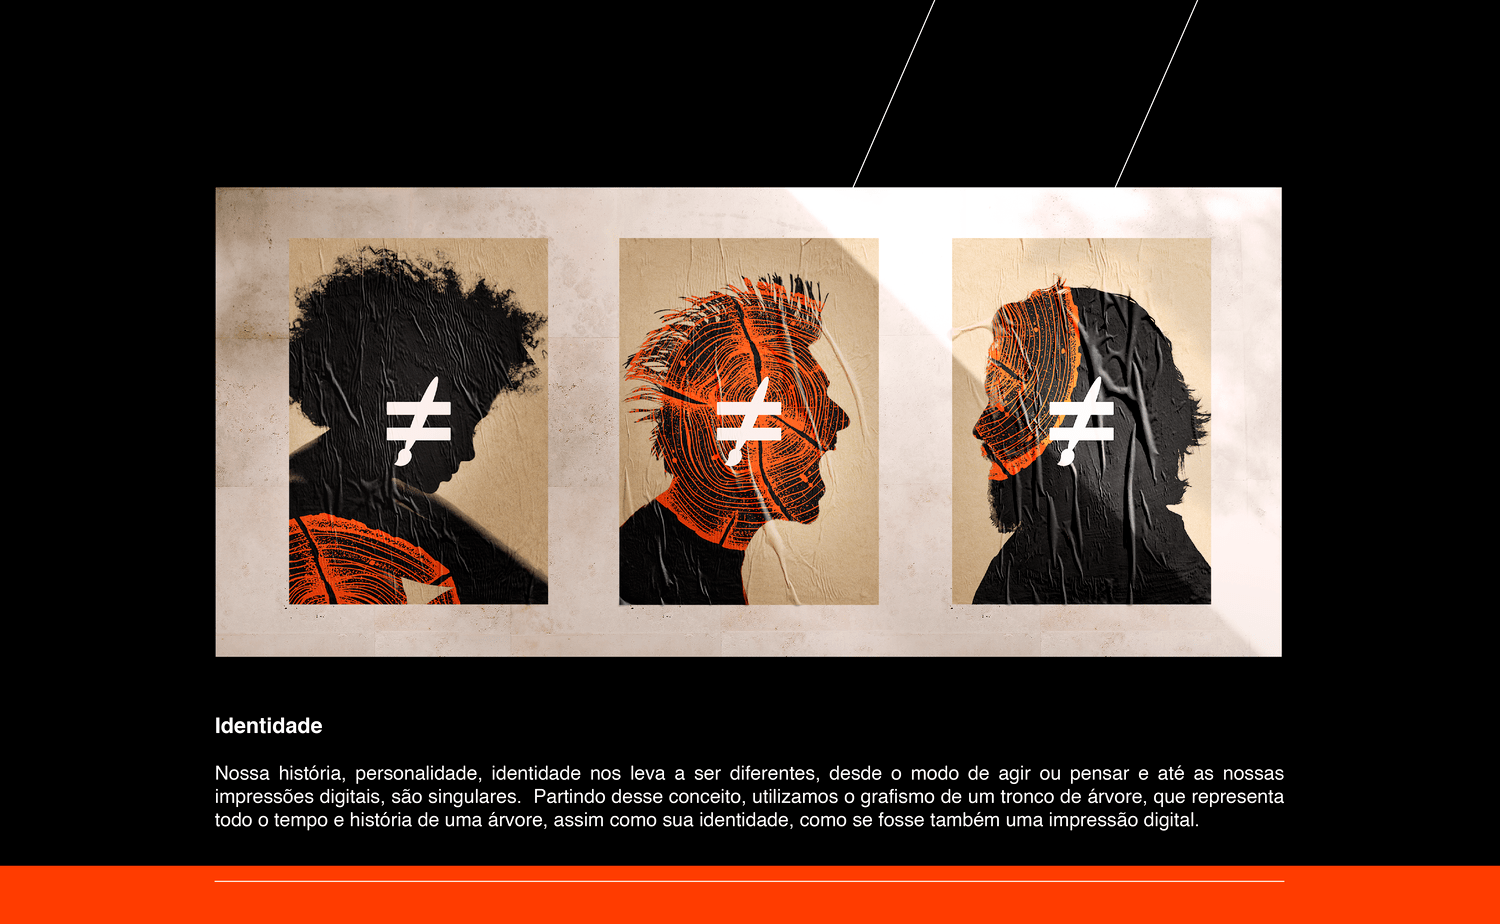 Identidade
Nossa história, personalidade, identidade nos leva a ser diferentes, desde o modo de agir ou pensar e até as nossas
impressões digitais, são singulares.  Partindo desse conceito, utilizamos o grafismo de um tronco de árvore, que representa
todo o tempo e história de uma árvore, assim como sua identidade, como se fosse também uma impressão digital.